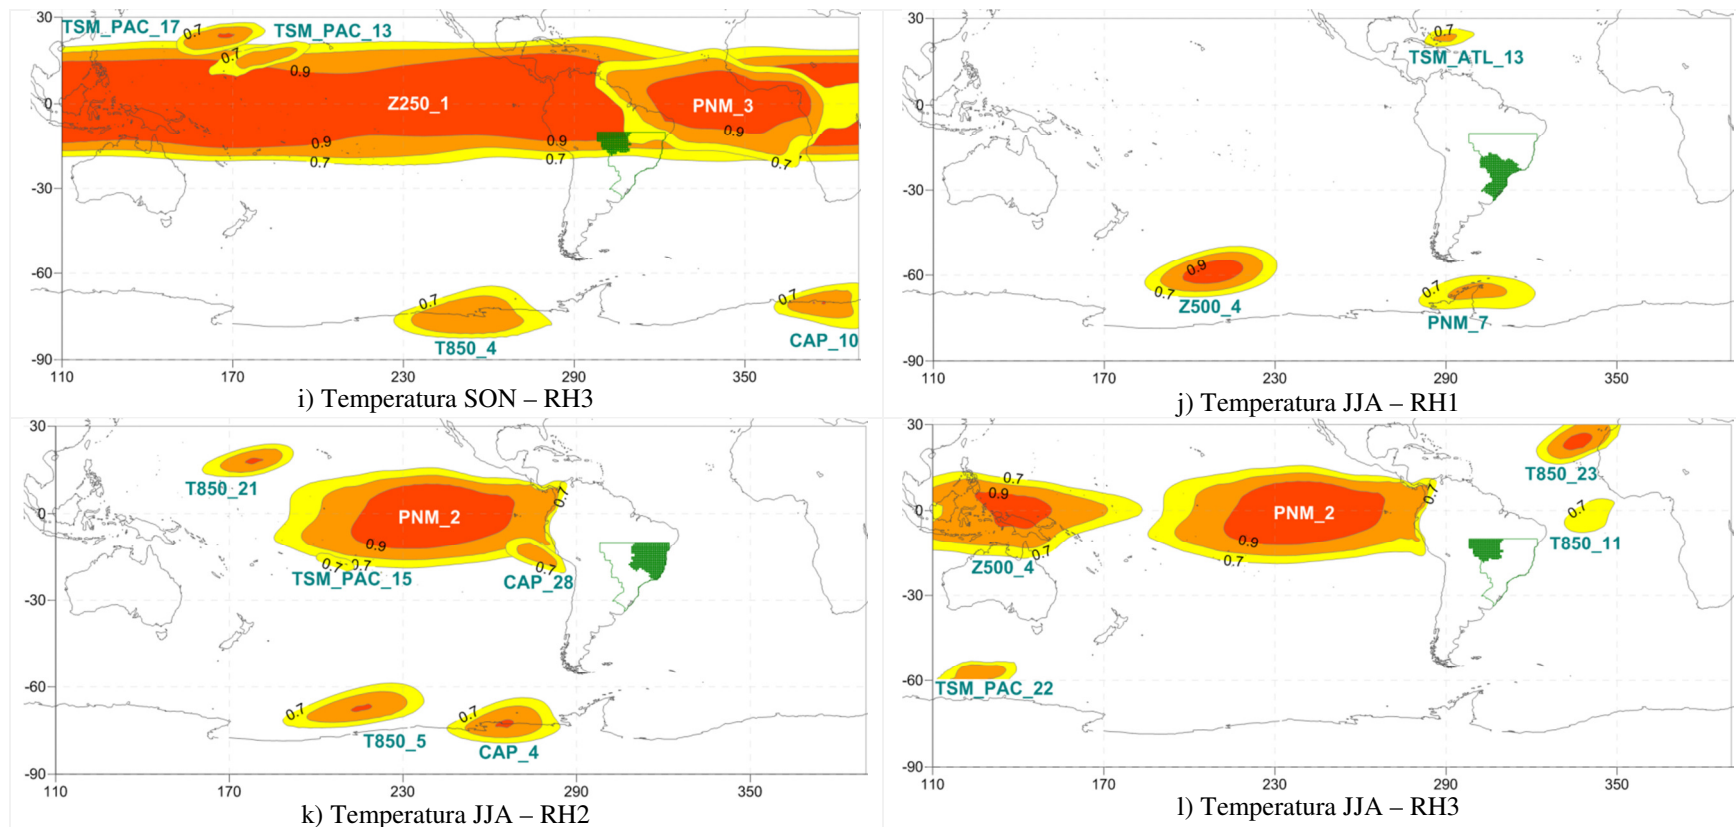 30
TSM_PAC_17
0.7
TSM_PAC_13
0.7
0.9
0
Z250_1
PNM_3
0.9
0.9
0.9
0.7
0.7
0.7
-30
-60
0.7
0.7
T850_4
CAP_10
-90
110 170 230 290 350
i) Temperatura SON – RH3
30
0.7
TSM_ATL_13
0
-30
-60
0.9
0.7
Z500_4
0.7
PNM_7
-90
110 170 230 290 350
j) Temperatura JJA – RH1
30
T850_21
0.7
0
PNM_2
0.9
0.7
0.7
TSM_PAC_15
0.7
CAP_28
-30
-60
0.7
0.7
T850_5
CAP_4
-90
110 170 230 290 350
k) Temperatura JJA – RH2
30
T850_23
0.7
0.9
0.7
0
PNM_2
0.7
T850_11
0.9
0.7
0.7
Z500_4
-30
-60
TSM_PAC_22
-90
110 170 230 290 350
l) Temperatura JJA – RH3